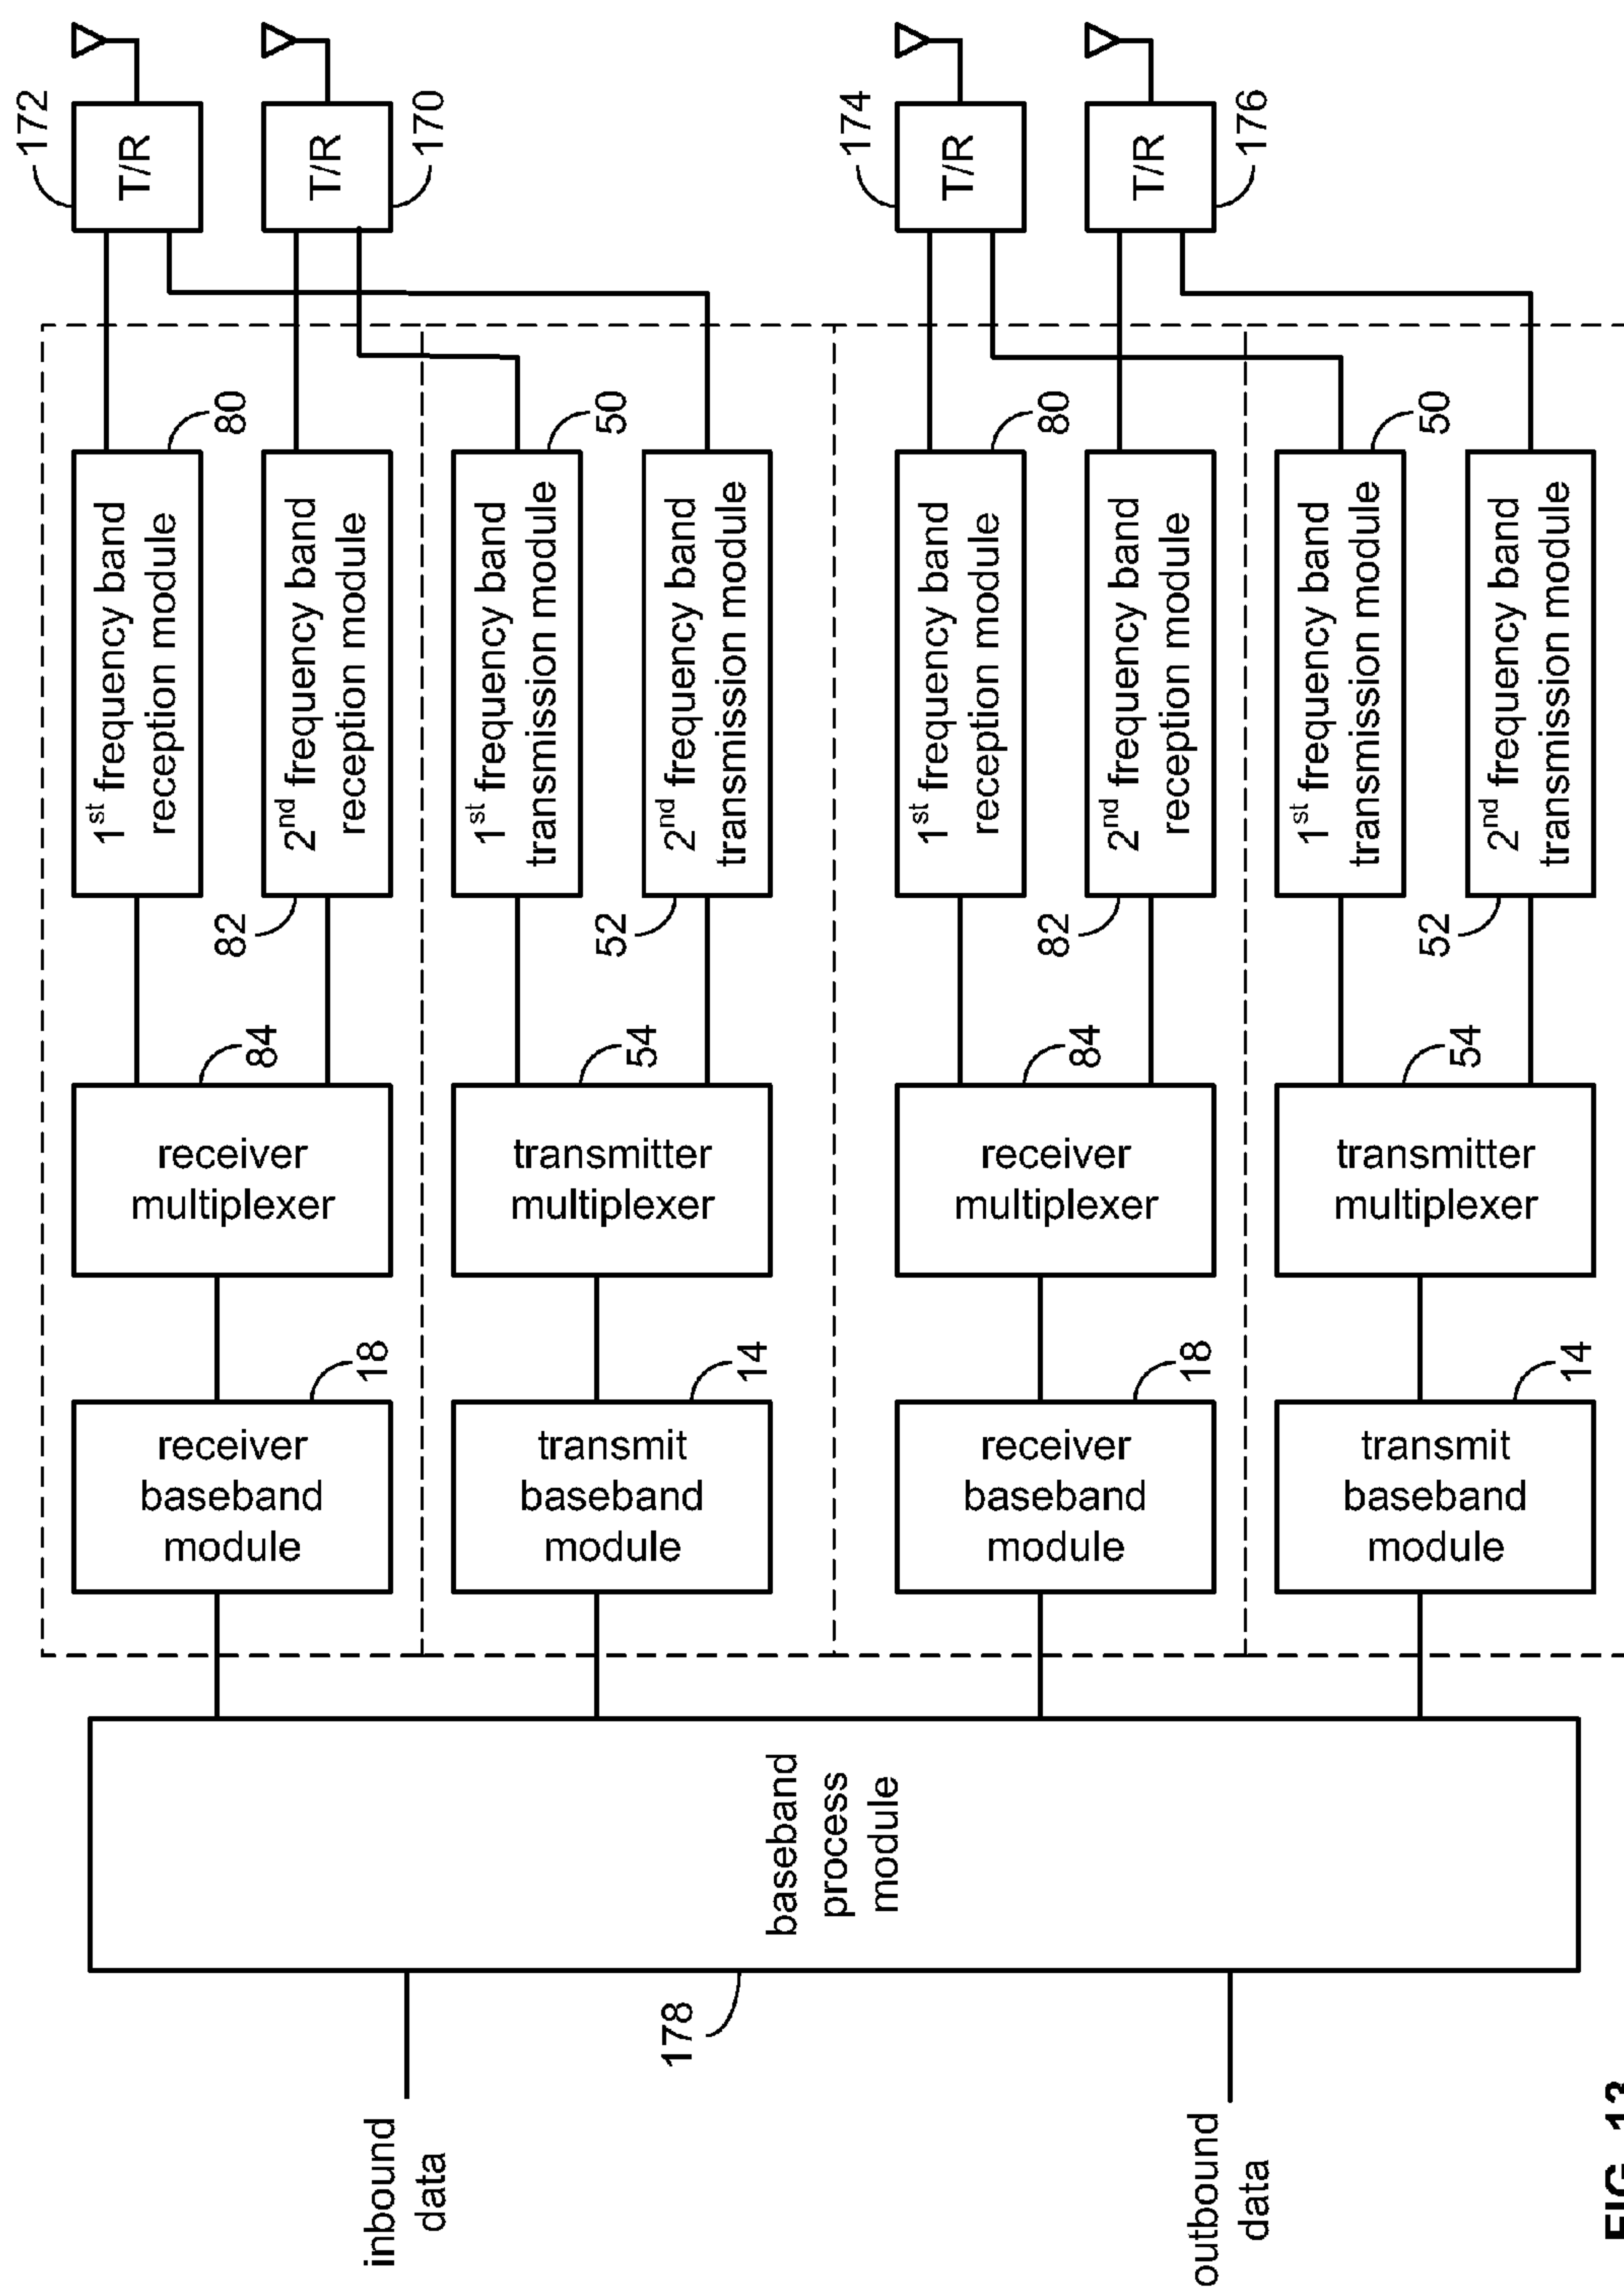 172
T/R
T/R
170
174
T/R
T/R
176
1st frequency band
reception module
80
2nd frequency band
reception module
82
1st frequency band
transmission module
50
2nd frequency band
transmission module
52
1st frequency band
reception module
80
2nd frequency band
reception module
82
1st frequency band
transmission module
50
2nd frequency band
transmission module
52
receiver
multiplexer
84
transmitter
multiplexer
54
receiver
multiplexer
84
transmitter
multiplexer
54
receiver
baseband
module
18
transmit
baseband
module
14
receiver
baseband
module
18
transmit
baseband
module
14
baseband
process
module
178
inbound
data
outbound
data
FIG. 13